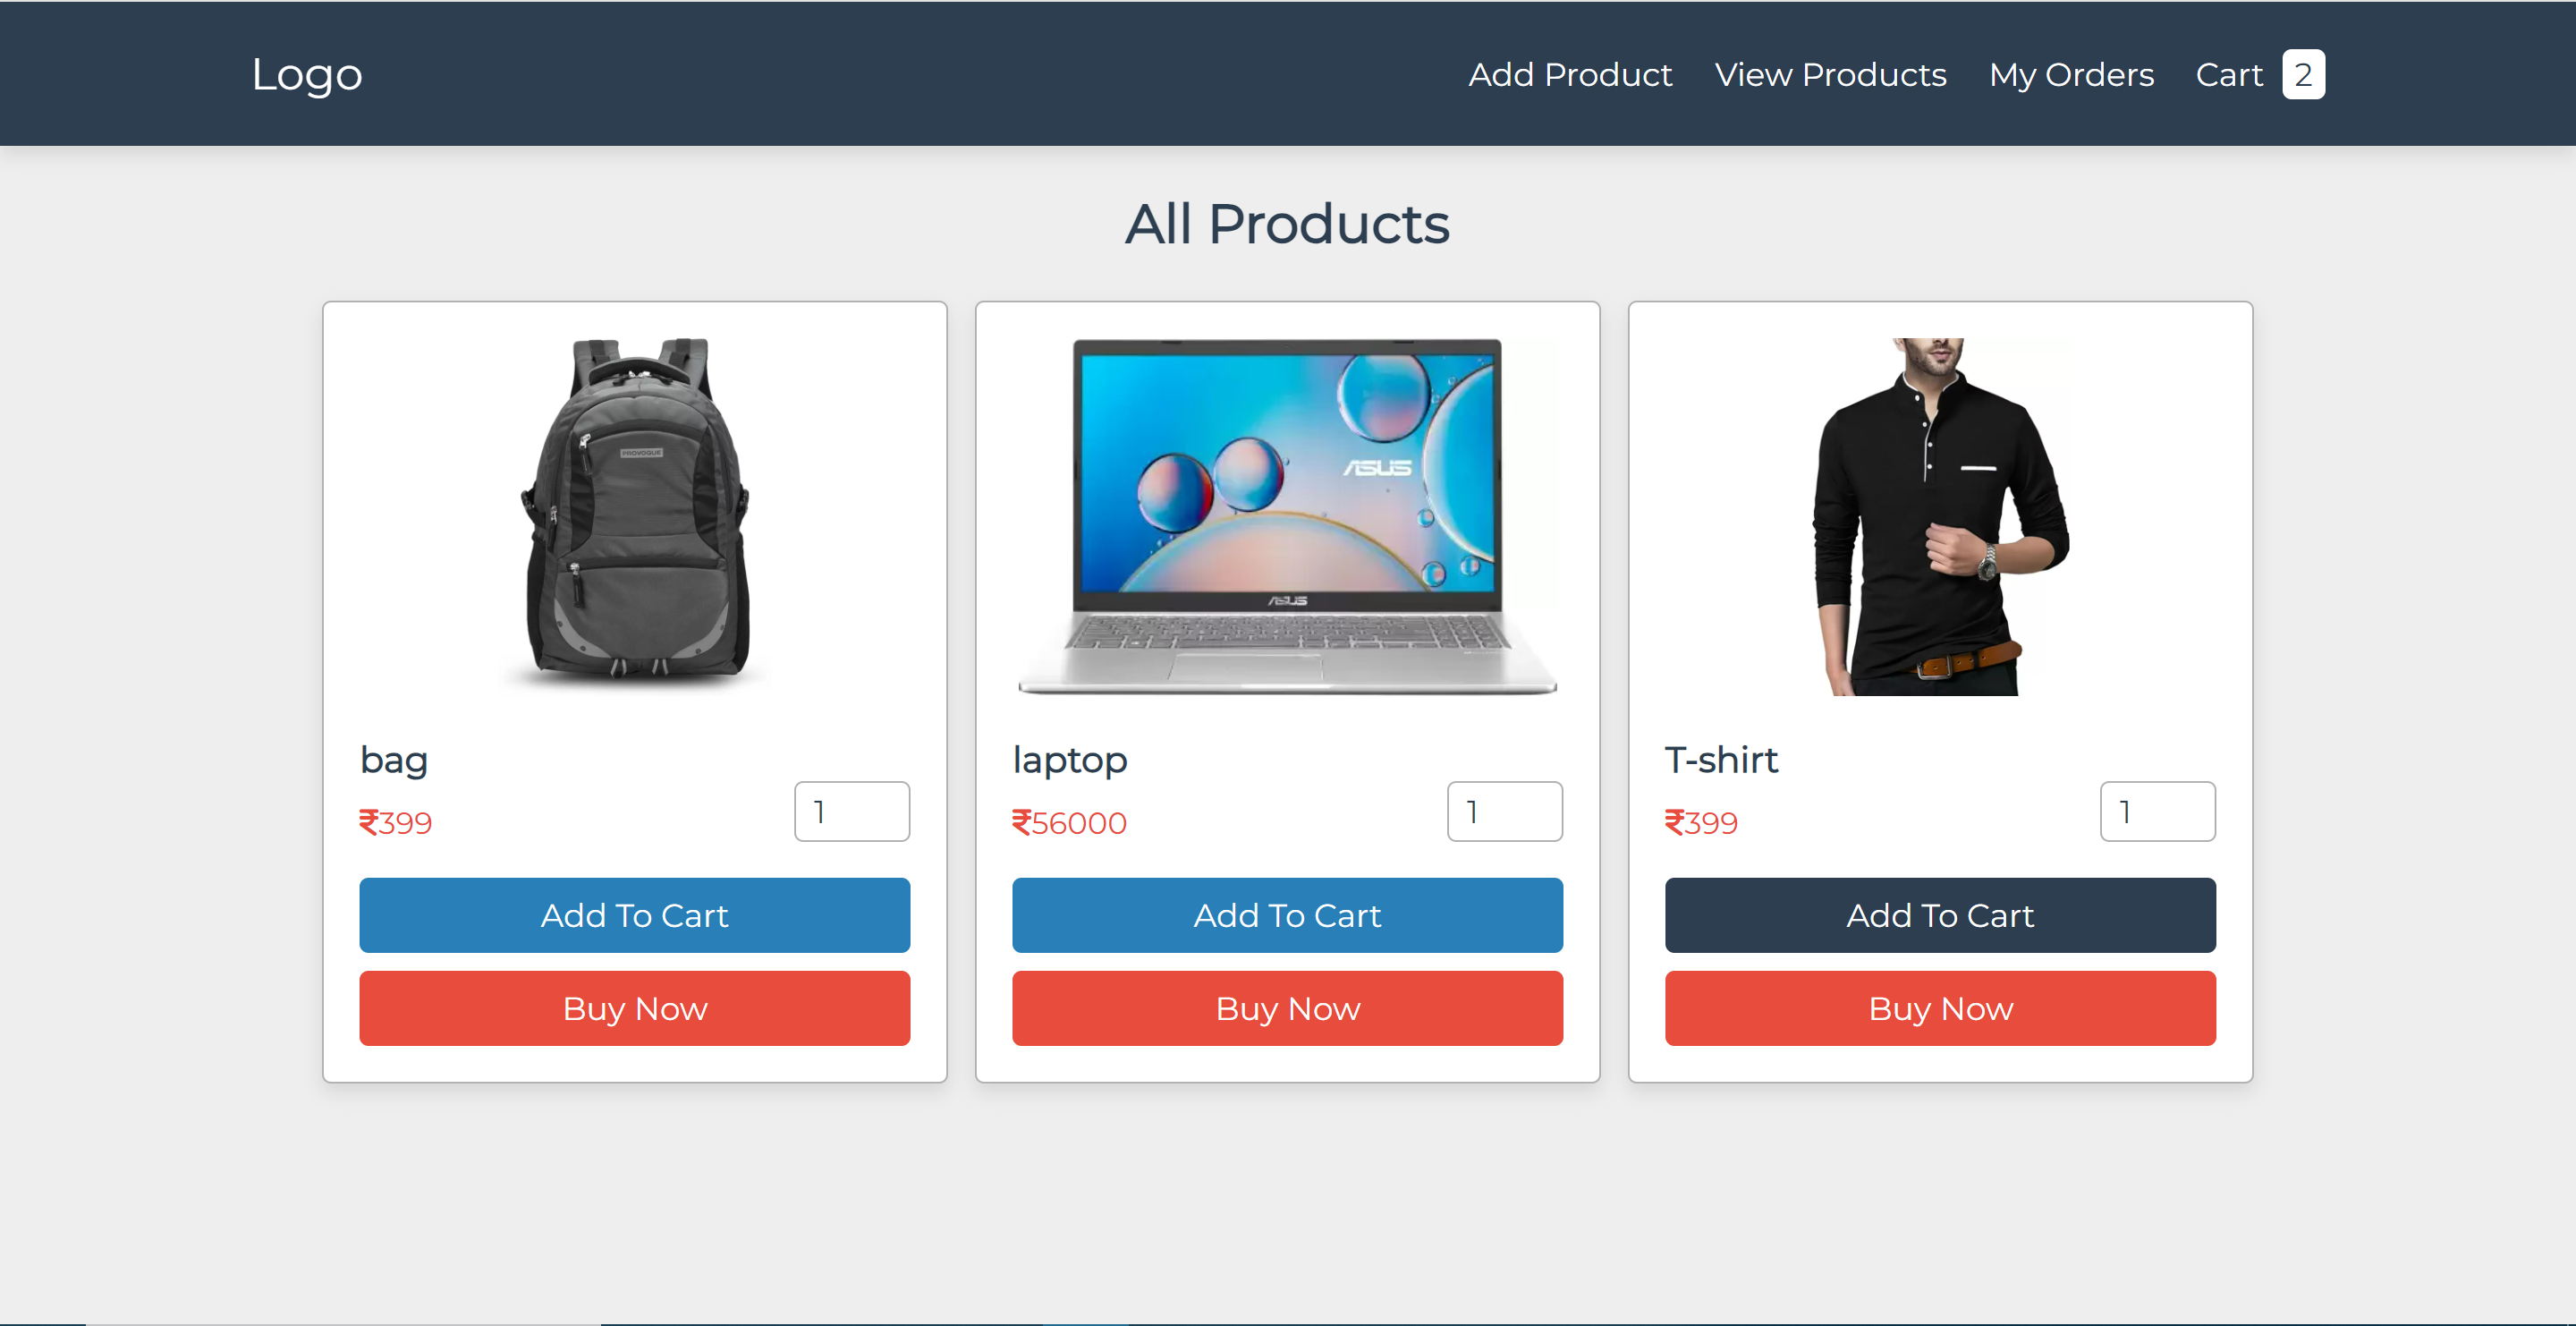 Logo
Add Product View Products My Orders Cart 2
All Products
PROVOGUE
ASUS
ASUS
bag
₹399
1
Add To Cart
Buy Now
laptop
₹56000
1
Add To Cart
Buy Now
T-shirt
₹399
1
Add To Cart
Buy Now